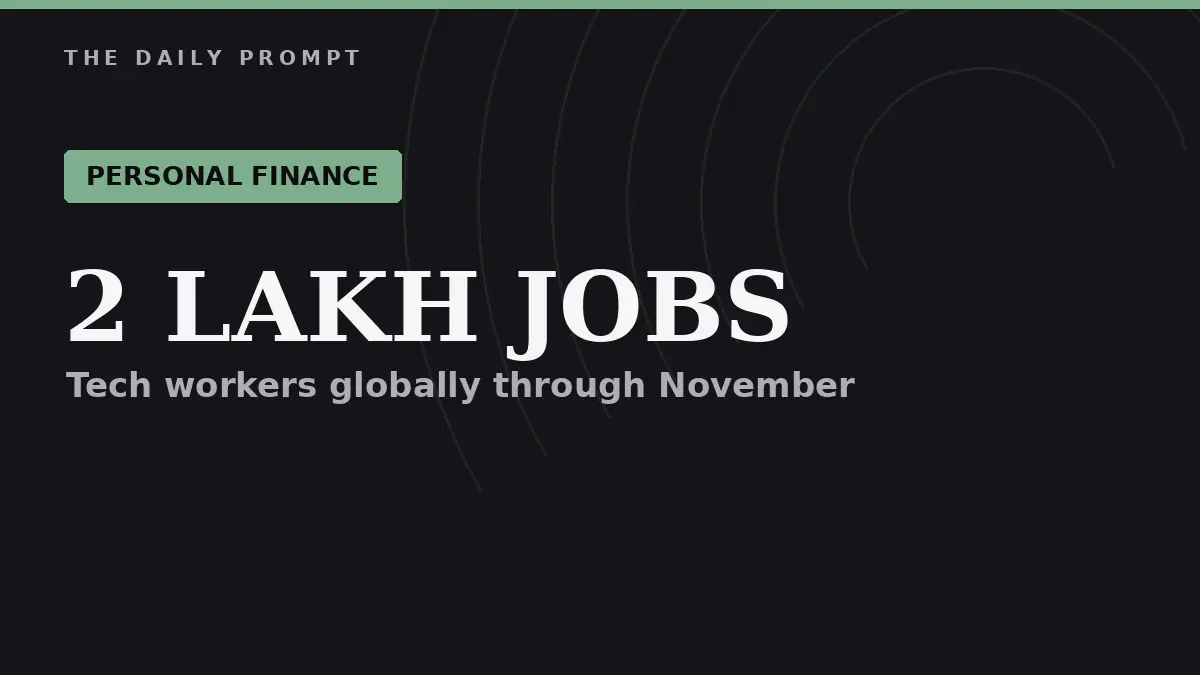 THE DAILY PROMPT
PERSONAL FINANCE
2 LAKH JOBS
Tech workers globally through November